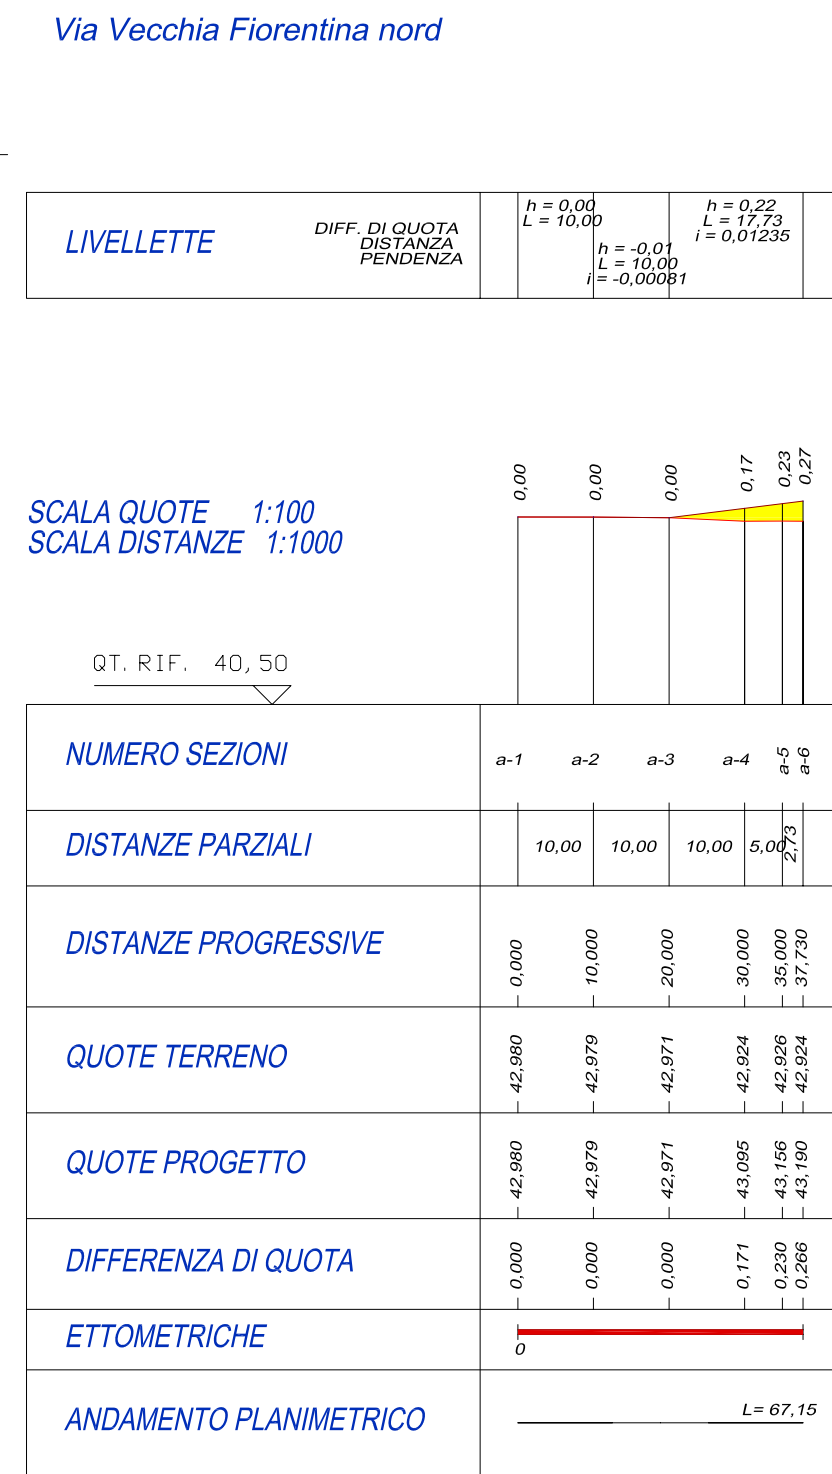 Via Vecchia Fiorentina nord
LIVELLETTE
DIFF. DI QUOTA
DISTANZA
PENDENZA
h = 0,00
L = 10,00
h = -0,01
L = 10,00
i = -0,00081
h = 0,22
L = 17,73
i = 0,01235
0,00
0,00
0,00
0,17
0,23
0,27
SCALA QUOTE 1:100
SCALA DISTANZE 1:1000
QT. RIF. 40,50
NUMERO SEZIONI
a-1
a-2
a-3
a-4
a-5
a-6
DISTANZE PARZIALI
10,00
10,00
10,00
5,00
2,73
DISTANZE PROGRESSIVE
0,000
10,000
20,000
30,000
35,000
37,730
QUOTE TERRENO
42,980
42,979
42,971
42,924
42,926
42,924
QUOTE PROGETTO
42,980
42,979
42,971
43,095
43,156
43,190
DIFFERENZA DI QUOTA
0,000
0,000
0,000
0,171
0,230
0,266
ETTOMETRICHE
0
ANDAMENTO PLANIMETRICO
L= 67,15